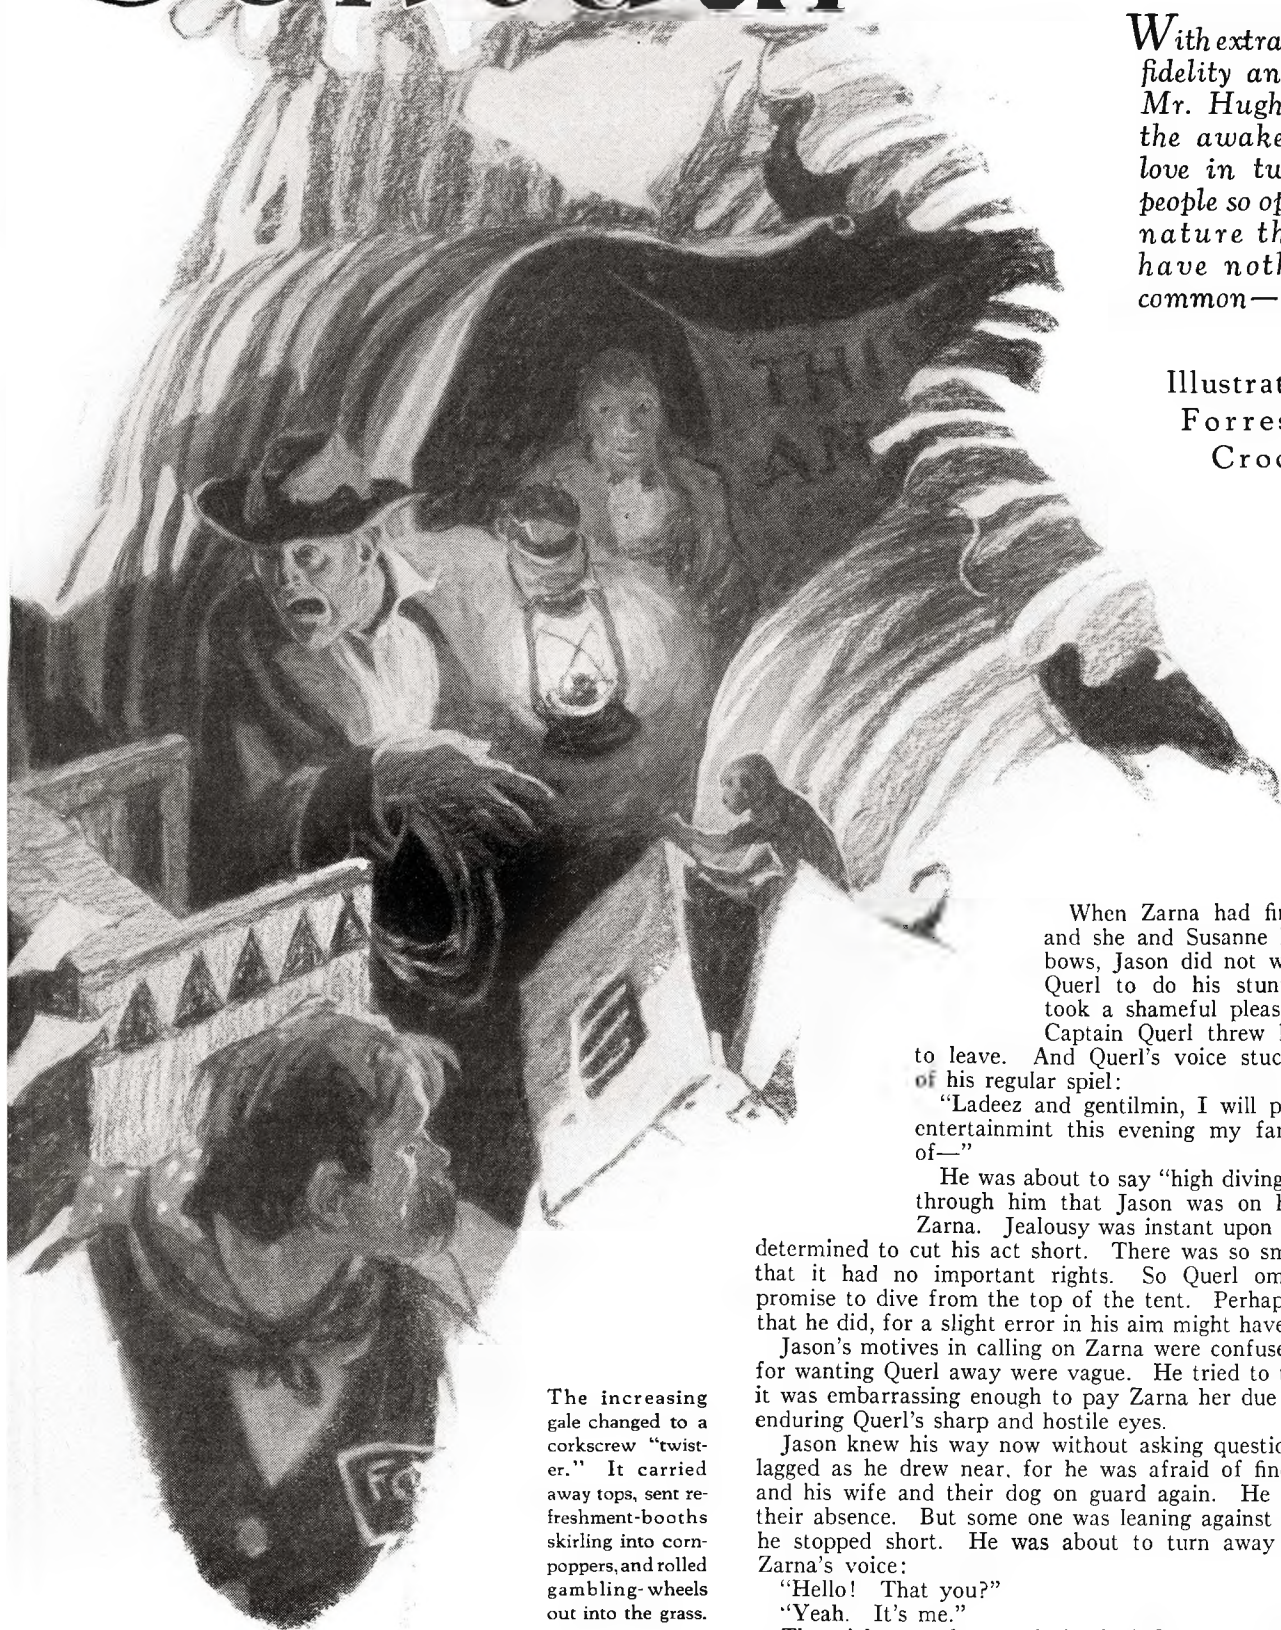 With extra
fidelity an
Mr. Hugh
the awake
love in tu
people so of
nature th
have noth
common—
Illustrat
Forres
Croc
THI
AN
When Zarna had fin
and she and Susanne
bows, Jason did not w
Querl to do his stun
took a shameful pleas
Captain Querl threw
to leave. And Querl's voice stuc
of his regular spiel:
"Ladeez and gentilmin, I will p
entertainmint this evening my fam
of—"
He was about to say "high diving
through him that Jason was on h
Zarna. Jealousy was instant upon
determined to cut his act short. There was so sm
that it had no important rights. So Querl om
promise to dive from the top of the tent. Perhap
that he did, for a slight error in his aim might have
Jason's motives in calling on Zarna were confuse
for wanting Querl away were vague. He tried to
it was embarrassing enough to pay Zarna her due
enduring Querl's sharp and hostile eyes.
Jason knew his way now without asking questio
lagged as he drew near, for he was afraid of find
and his wife and their dog on guard again. He
their absence. But some one was leaning against
he stopped short. He was about to turn away
Zarna's voice:
"Hello! That you?"
"Yeah. It's me."
The increasing
gale changed to a
corkscrew "twist-
er." It carried
away tops, sent re-
freshment-booths
skirling into corn-
poppers, and rolled
gambling-wheels
out into the grass.